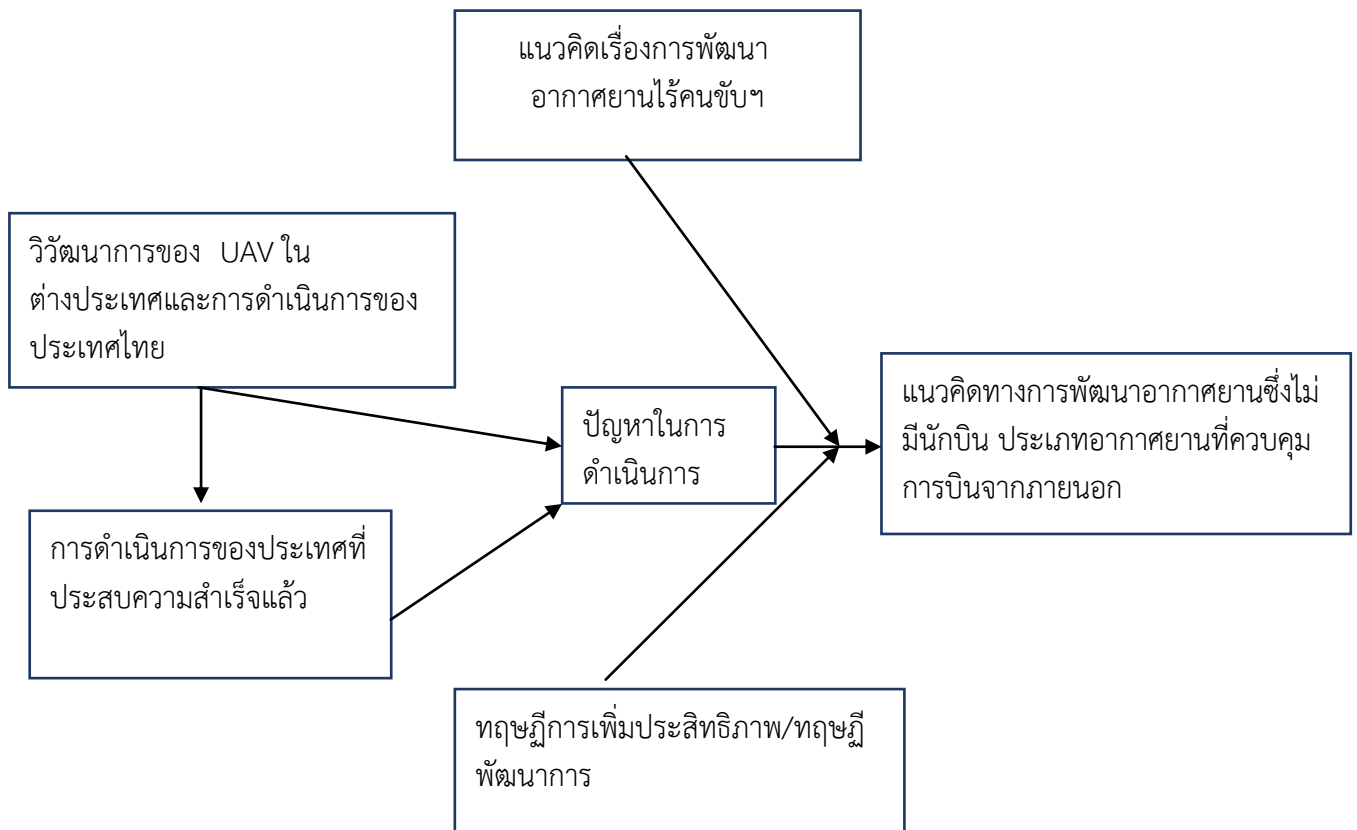 แนวคิดเรื่องการพัฒนา
อากาศยานไร้คนขับฯ
วิวัฒนาการของ UAV ใน
ต่างประเทศและการดำเนินการของ
ประเทศไทย
ปัญหาในการ
ดำเนินการ
แนวคิดทางการพัฒนาอากาศยานซึ่งไม่
มีนักบิน ประเภทอากาศยานที่ควบคุม
การบินจากภายนอก
การดำเนินการของประเทศที่
ประสบความสำเร็จแล้ว
ทฤษฎีการเพิ่มประสิทธิภาพ/ทฤษฎี
พัฒนาการ